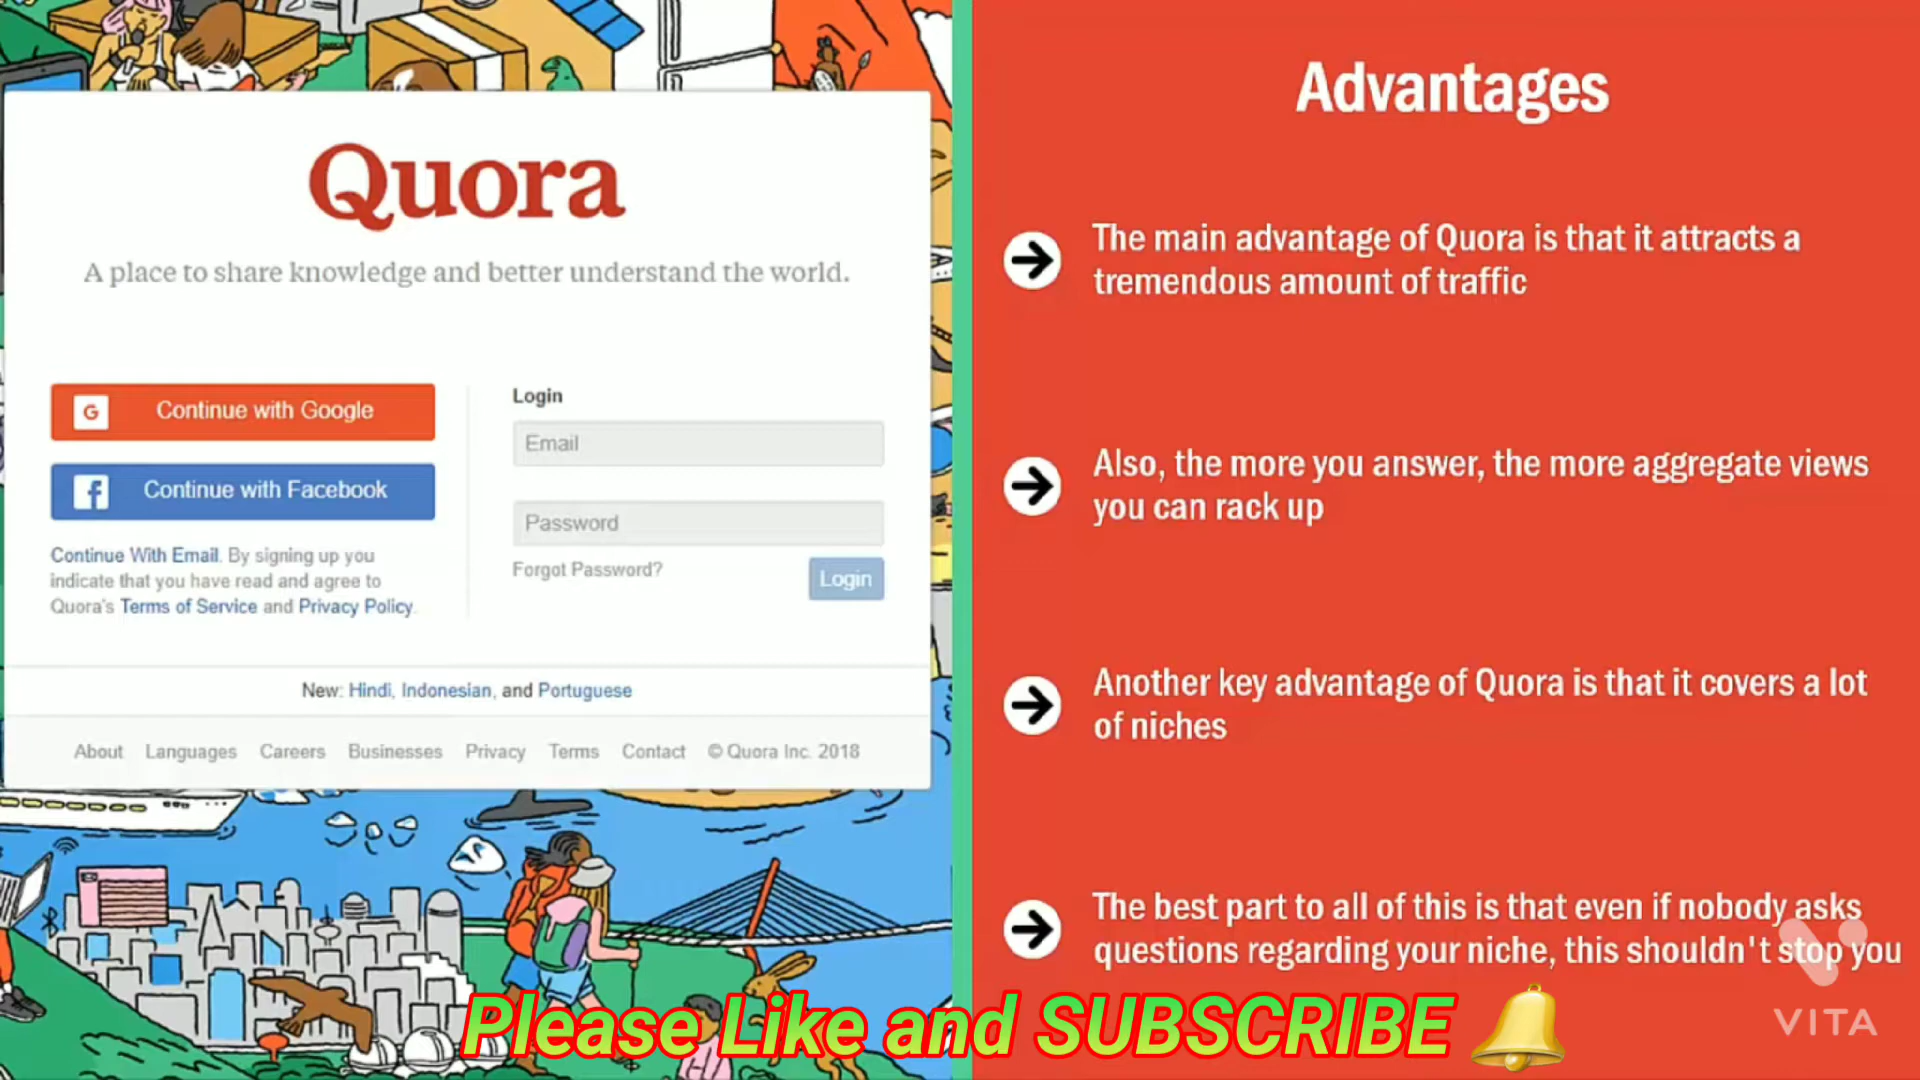 Quora
A place to share knowledge and better understand the world.
G Continue with Google
f Continue with Facebook
Continue With Email. By signing up you
indicate that you have read and agree to
Quora's Terms of Service and Privacy Policy.
Login
Email
Password
Forgot Password?
Login
New: Hindi, Indonesian, and Portuguese
About Languages Careers Businesses Privacy Terms Contact © Quora Inc. 2018
Advantages
The main advantage of Quora is that it attracts a
tremendous amount of traffic
Also, the more you answer, the more aggregate views
you can rack up
Another key advantage of Quora is that it covers a lot
of niches
The best part to all of this is that even if nobody asks
questions regarding your niche, this shouldn't stop you
Please Like and SUBSCRIBE
VITA